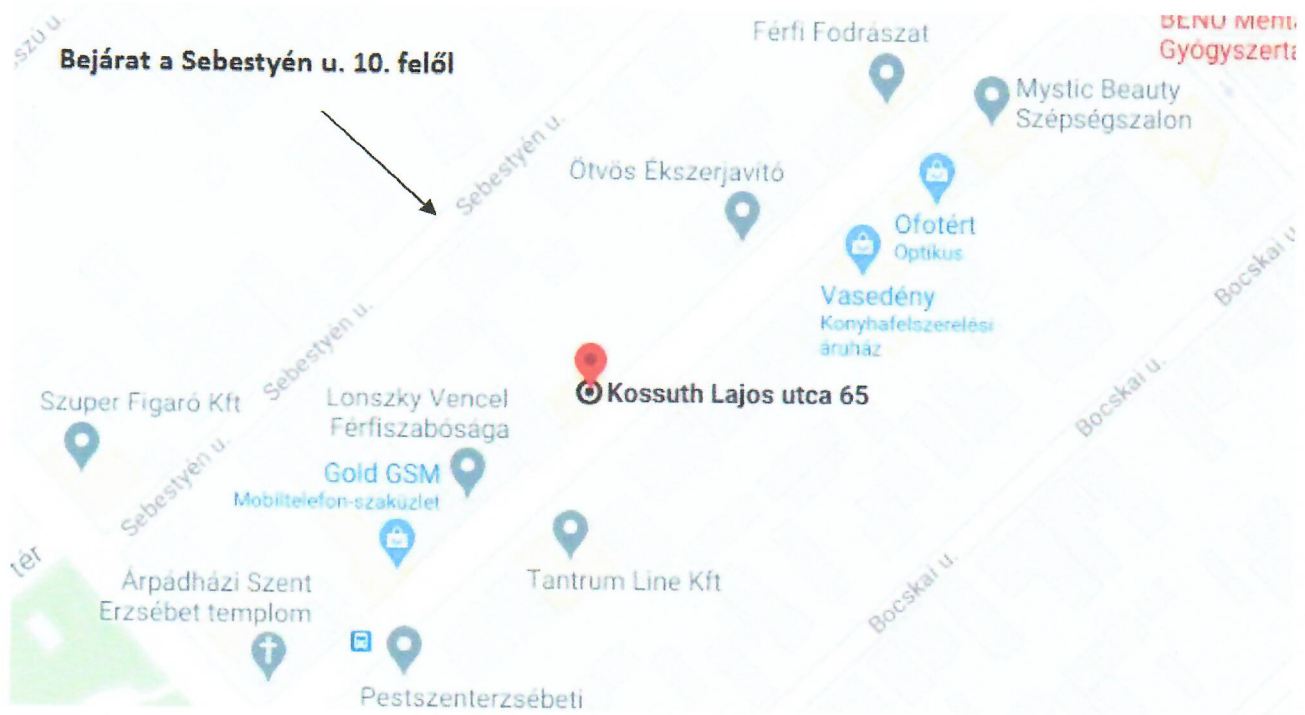 Bejárat a Sebestyén u. 10. felől
Férfi Fodrászat
Gyógyszerta
Mystic Beauty
Szépségszalon
Sebestyén u.
Ötvös Ékszerjavító
Ofotért
Optikus
Bocskai u
Vasedény
Konyhafelszerelési
áruház
Sebestyén u.
Kossuth Lajos utca 65
Szuper Figaró Kft
Lonszky Vencel
Férfiszabósága
Bocskai u.
Sebestyén u.
Gold GSM
Mobiltelefon-szaküzlet
tér
Árpádházi Szent
Erzsébet templom
Tantrum Line Kft
Bocskai u.
Pestszenterzsébeti